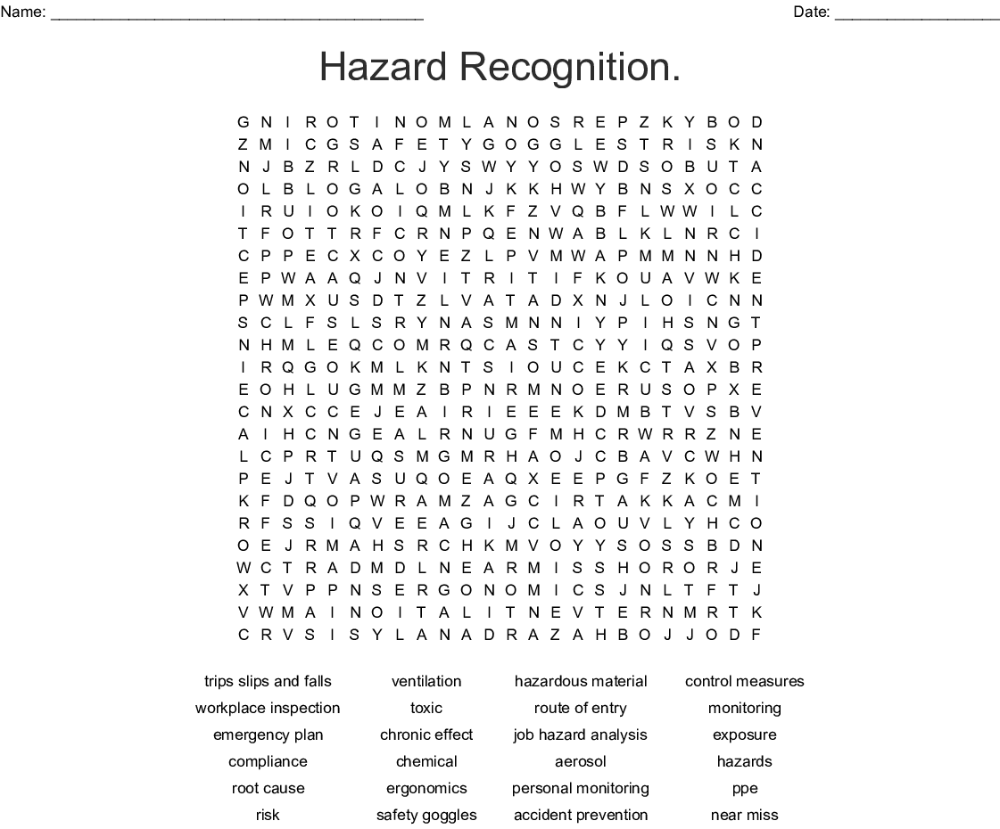 Name: ____________________________________________ Date: ____________________
Hazard Recognition.
G N I R O T I N O M L A N O S R E P Z K Y B O D
Z M I C G S A F E T Y G O G G L E S T R I S K N
N J B Z R L D C J Y S W Y Y O S W D S O B U T A
O L B L O G A L O B N J K K H W Y B N S X O C C
I R U I O K O I Q M L K F Z V Q B F L W W I L C
T F O T T R F C R N P Q E N W A B L K L N R C I
C P P E C X C O Y E Z L P V M W A P M M N N H D
E P W A A Q J N V I T R I T I F K O U A V W K E
P W M X U S D T Z L V A T A D X N J L O I C N N
S C L F S L S R Y N A S M N N I Y P I H S N G T
N H M L E Q C O M R Q C A S T C Y Y I Q S V O P
I R Q G O K M L K N T S I O U C E K C T A X B R
E O H L U G M M Z B P N R M N O E R U S O P X E
C N X C C E J E A I R I E E E K D M B T V S B V
A I H C N G E A L R N U G F M H C R W R R Z N E
L C P R T U Q S M G M R H A O J C B A V C W H N
P E J T V A S U Q O E A Q X E E P G F Z K O E T
K F D Q O P W R A M Z A G C I R T A K K A C M I
R F S S I Q V E E A G I J C L A O U V L Y H C O
O E J R M A H S R C H K M V O Y Y S O S S B D N
W C T R A D M D L N E A R M I S S H O R O R J E
X T V P P N S E R G O N O M I C S J N L T F T J
V W M A I N O I T A L I T N E V T E R N M R T K
C R V S I S Y L A N A D R A Z A H B O J J O D F
trips slips and falls ventilation hazardous material control measures
workplace inspection toxic route of entry monitoring
emergency plan chronic effect job hazard analysis exposure
compliance chemical aerosol hazards
root cause ergonomics personal monitoring ppe
risk safety goggles accident prevention near miss